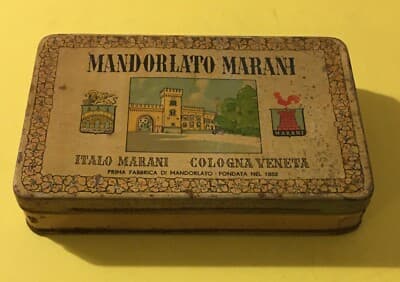 MANDORLATO MARANI
MARANI
ITALO MARANI COLOGNA VENETA
PRIMA FABBRICA DI MANDORLATO - FONDATA NEL 1852